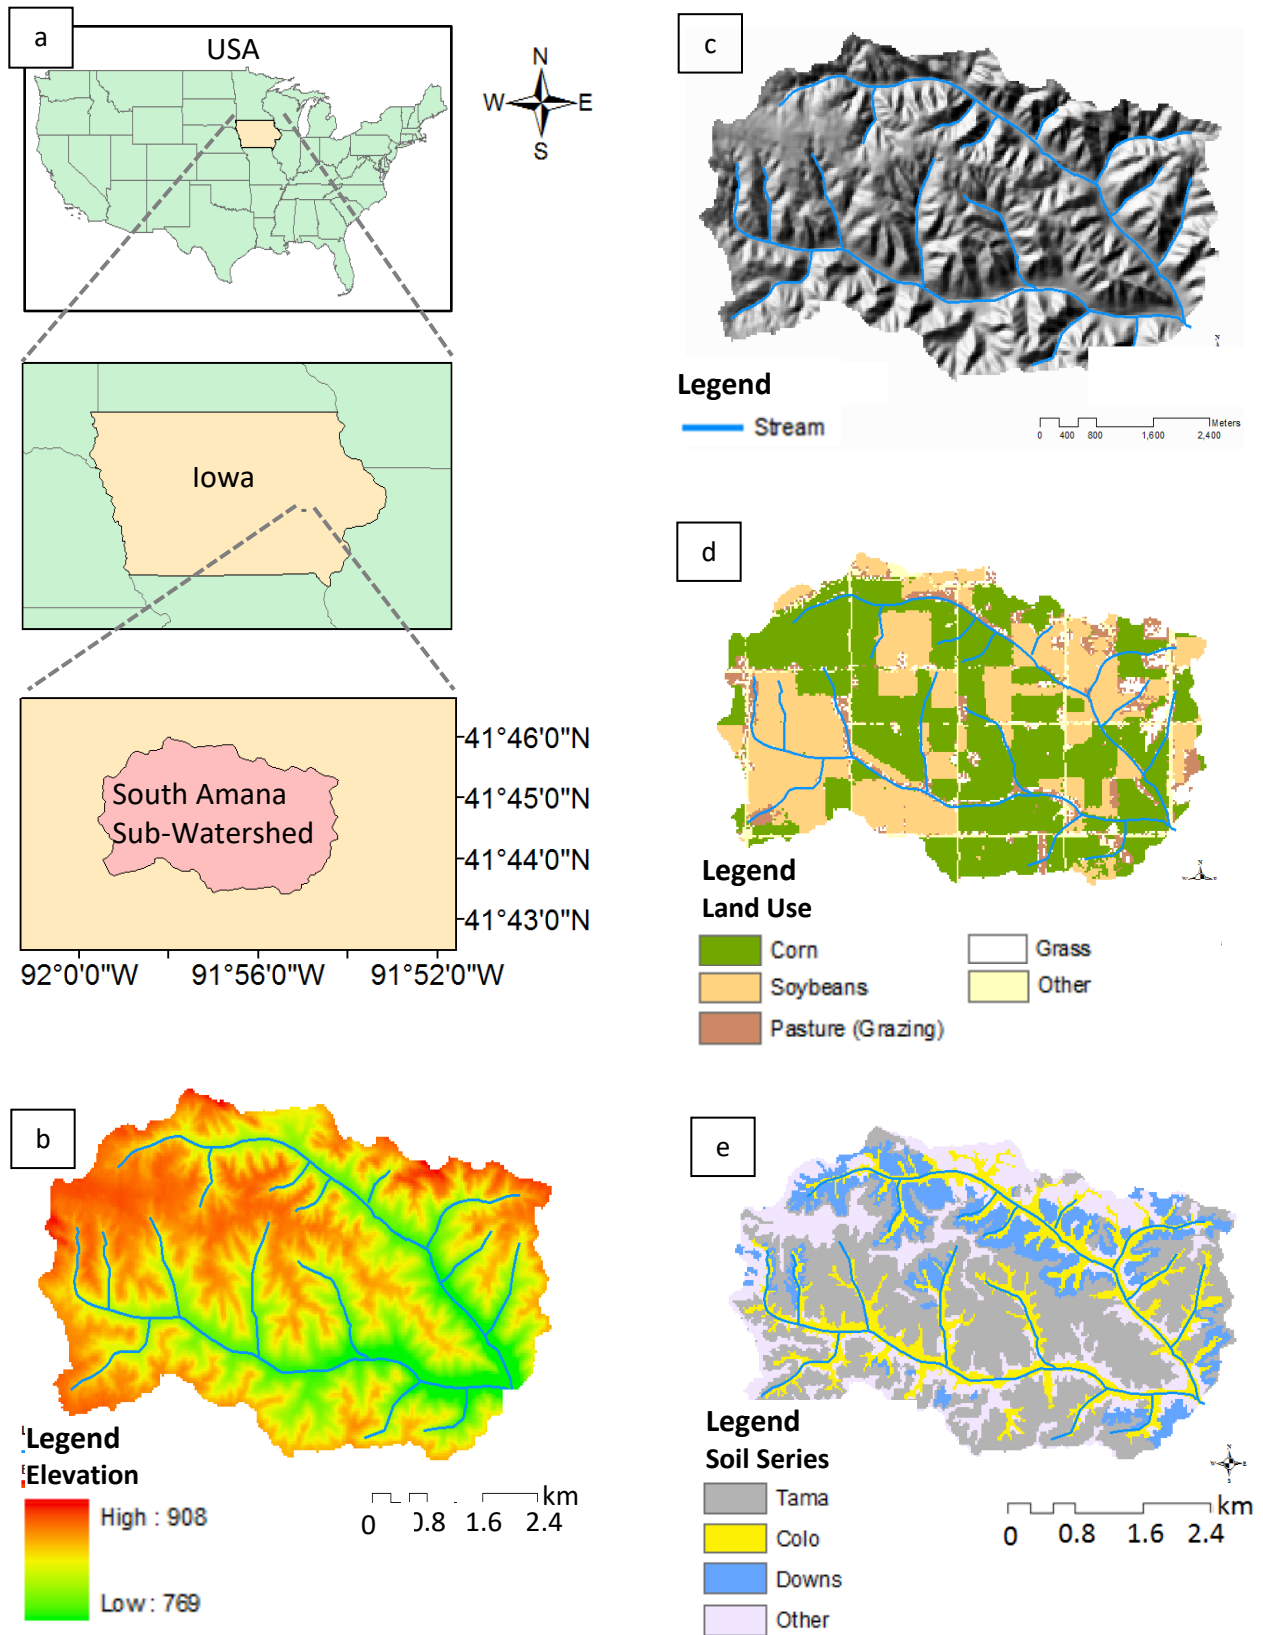 a
USA
N
W E
S
Iowa
South Amana
Sub-Watershed
41°46'0"N
41°45'0"N
41°44'0"N
41°43'0"N
92°0'0"W 91°56'0"W 91°52'0"W
b
Legend
Elevation
High : 908
Low : 769
km
0 0.8 1.6 2.4
c
N
Legend
Stream
Meters
0 400 800 1,600 2,400
d
N
Legend
Land Use
Corn
Soybeans
Pasture (Grazing)
Grass
Other
e
N
W E
S
Legend
Soil Series
Tama
Colo
Downs
Other
km
0 0.8 1.6 2.4